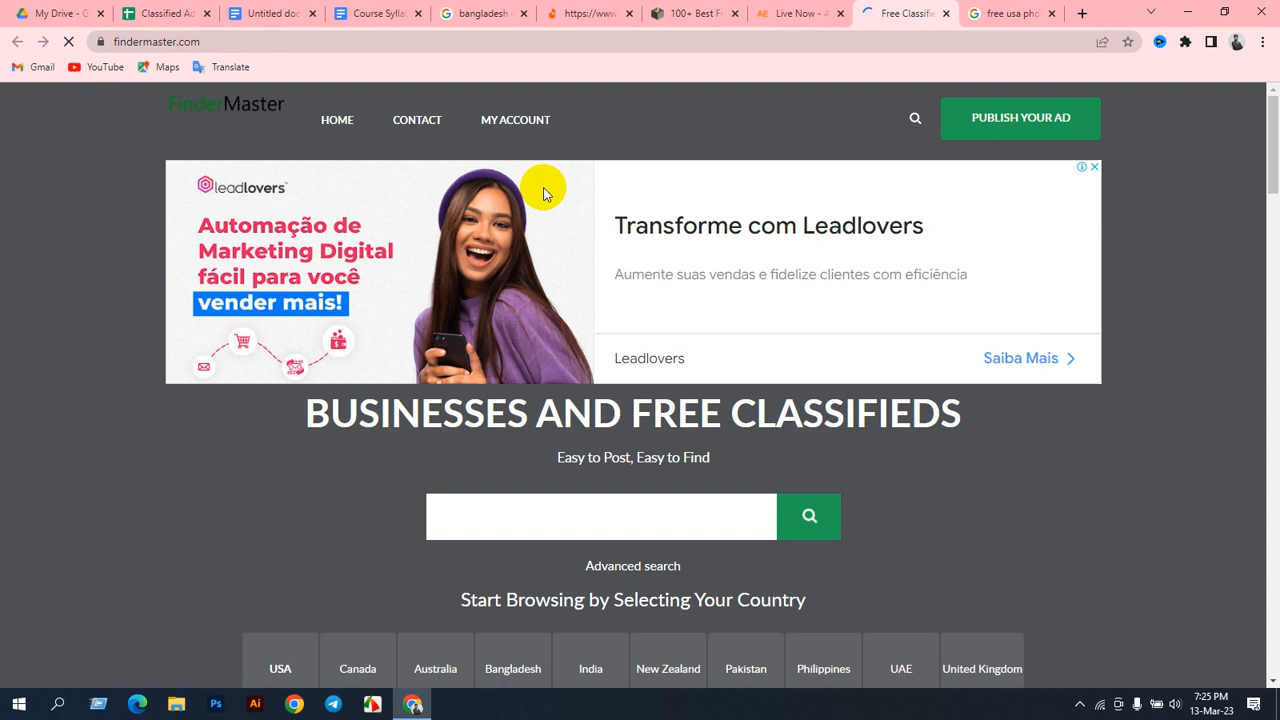 My Drive - G
Classified Ad
Untitled doc
Course Sylla
bangladesh
https://www
100+ Best Fr
Live Now - A
Free Classifie
free usa pho
findermaster.com
Gmail
YouTube
Maps
Translate
FinderMaster
HOME
CONTACT
MY ACCOUNT
PUBLISH YOUR AD
leadlovers
Automação de
Marketing Digital
fácil para você
vender mais!
Transforme com Leadlovers
Aumente suas vendas e fidelize clientes com eficiência
Leadlovers
Saiba Mais
BUSINESSES AND FREE CLASSIFIEDS
Easy to Post, Easy to Find
Advanced search
Start Browsing by Selecting Your Country
USA
Canada
Australia
Bangladesh
India
New Zealand
Pakistan
Philippines
UAE
United Kingdom
7:25 PM
13-Mar-23